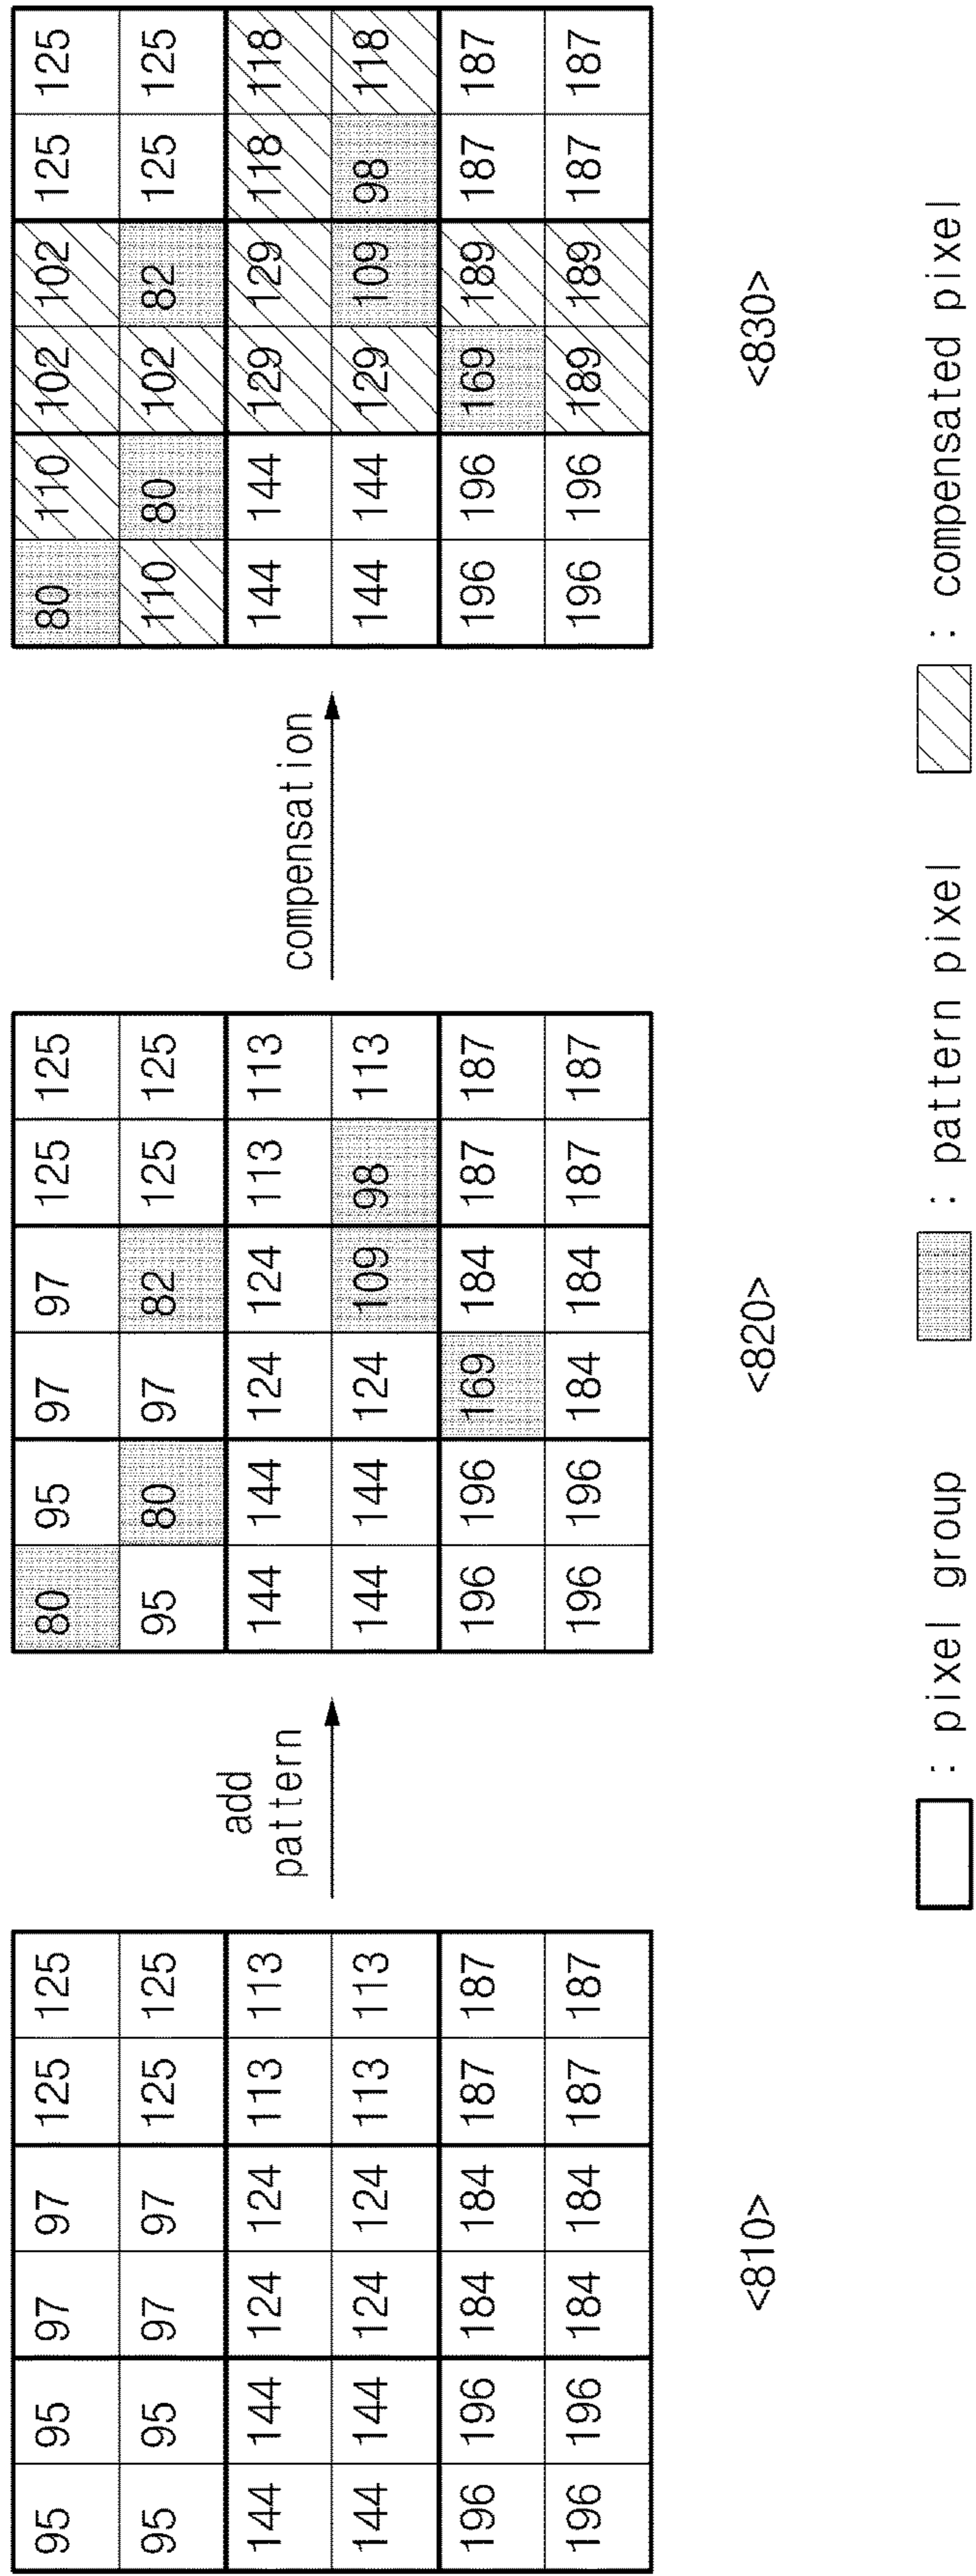 95 95 97 97 125 125
95 95 97 97 125 125
144 144 124 124 113 113
144 144 124 124 113 113
196 196 184 184 187 187
196 196 184 184 187 187
<810>
add
pattern
80 95 97 97 125 125
95 80 97 82 125 125
144 144 124 124 113 113
144 144 124 109 98 113
196 196 169 184 187 187
196 196 184 184 187 187
<820>
compensation
80 110 102 102 125 125
110 80 102 82 125 125
144 144 129 129 118 118
144 144 129 109 98 118
196 196 169 189 187 187
196 196 189 189 187 187
<830>
: pixel group
: pattern pixel
: compensated pixel